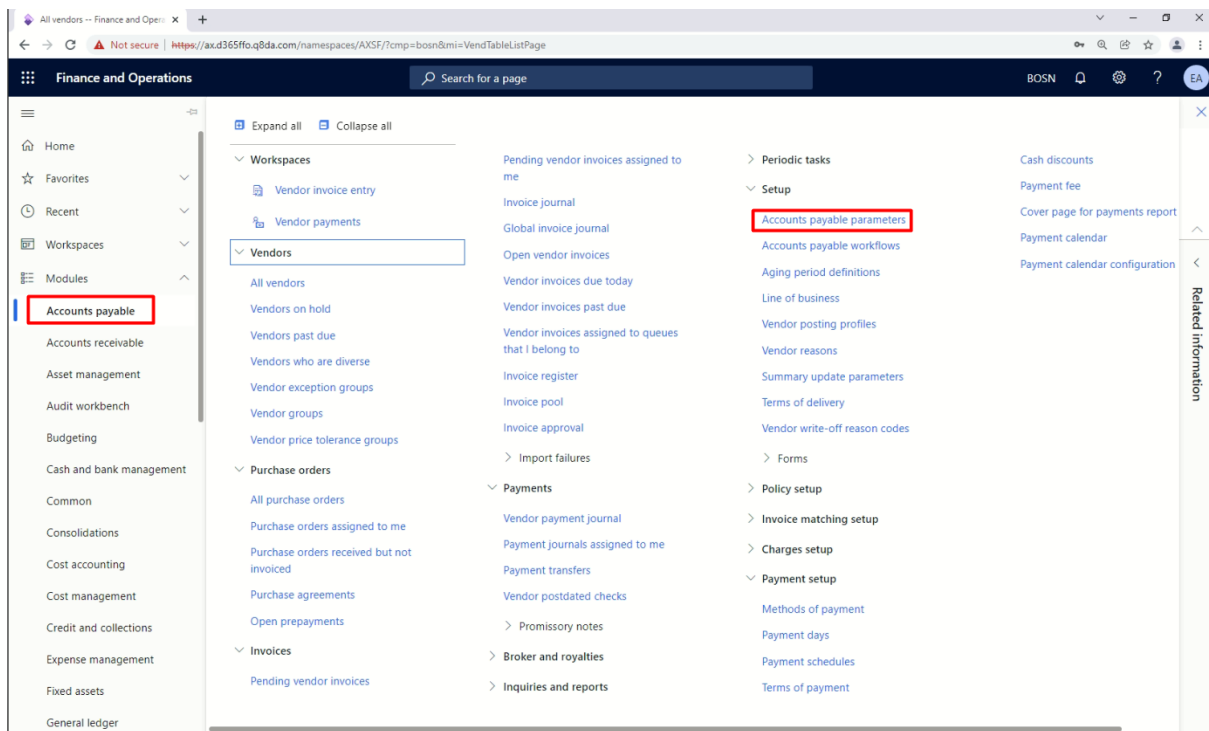 All vendors -- Finance and Opera
Not secure | https://ax.d365ffo.q8da.com/namespaces/AXSF/?cmp=bosn&mi=VendTableListPage
Finance and Operations
Search for a page
BOSN
?
EA
Home
Favorites
Recent
Workspaces
Modules
Accounts payable
Accounts receivable
Asset management
Audit workbench
Budgeting
Cash and bank management
Common
Consolidations
Cost accounting
Cost management
Credit and collections
Expense management
Fixed assets
General ledger
Expand all
Collapse all
Workspaces
Vendor invoice entry
Vendor payments
Vendors
All vendors
Vendors on hold
Vendors past due
Vendors who are diverse
Vendor exception groups
Vendor groups
Vendor price tolerance groups
Purchase orders
All purchase orders
Purchase orders assigned to me
Purchase orders received but not
invoiced
Purchase agreements
Open prepayments
Invoices
Pending vendor invoices
Pending vendor invoices assigned to
me
Invoice journal
Global invoice journal
Open vendor invoices
Vendor invoices due today
Vendor invoices past due
Vendor invoices assigned to queues
that I belong to
Invoice register
Invoice pool
Invoice approval
Import failures
Payments
Vendor payment journal
Payment journals assigned to me
Payment transfers
Vendor postdated checks
Promissory notes
Broker and royalties
Inquiries and reports
Periodic tasks
Setup
Accounts payable parameters
Accounts payable workflows
Aging period definitions
Line of business
Vendor posting profiles
Vendor reasons
Summary update parameters
Terms of delivery
Vendor write-off reason codes
Forms
Policy setup
Invoice matching setup
Charges setup
Payment setup
Methods of payment
Payment days
Payment schedules
Terms of payment
Cash discounts
Payment fee
Cover page for payments report
Payment calendar
Payment calendar configuration
Related information